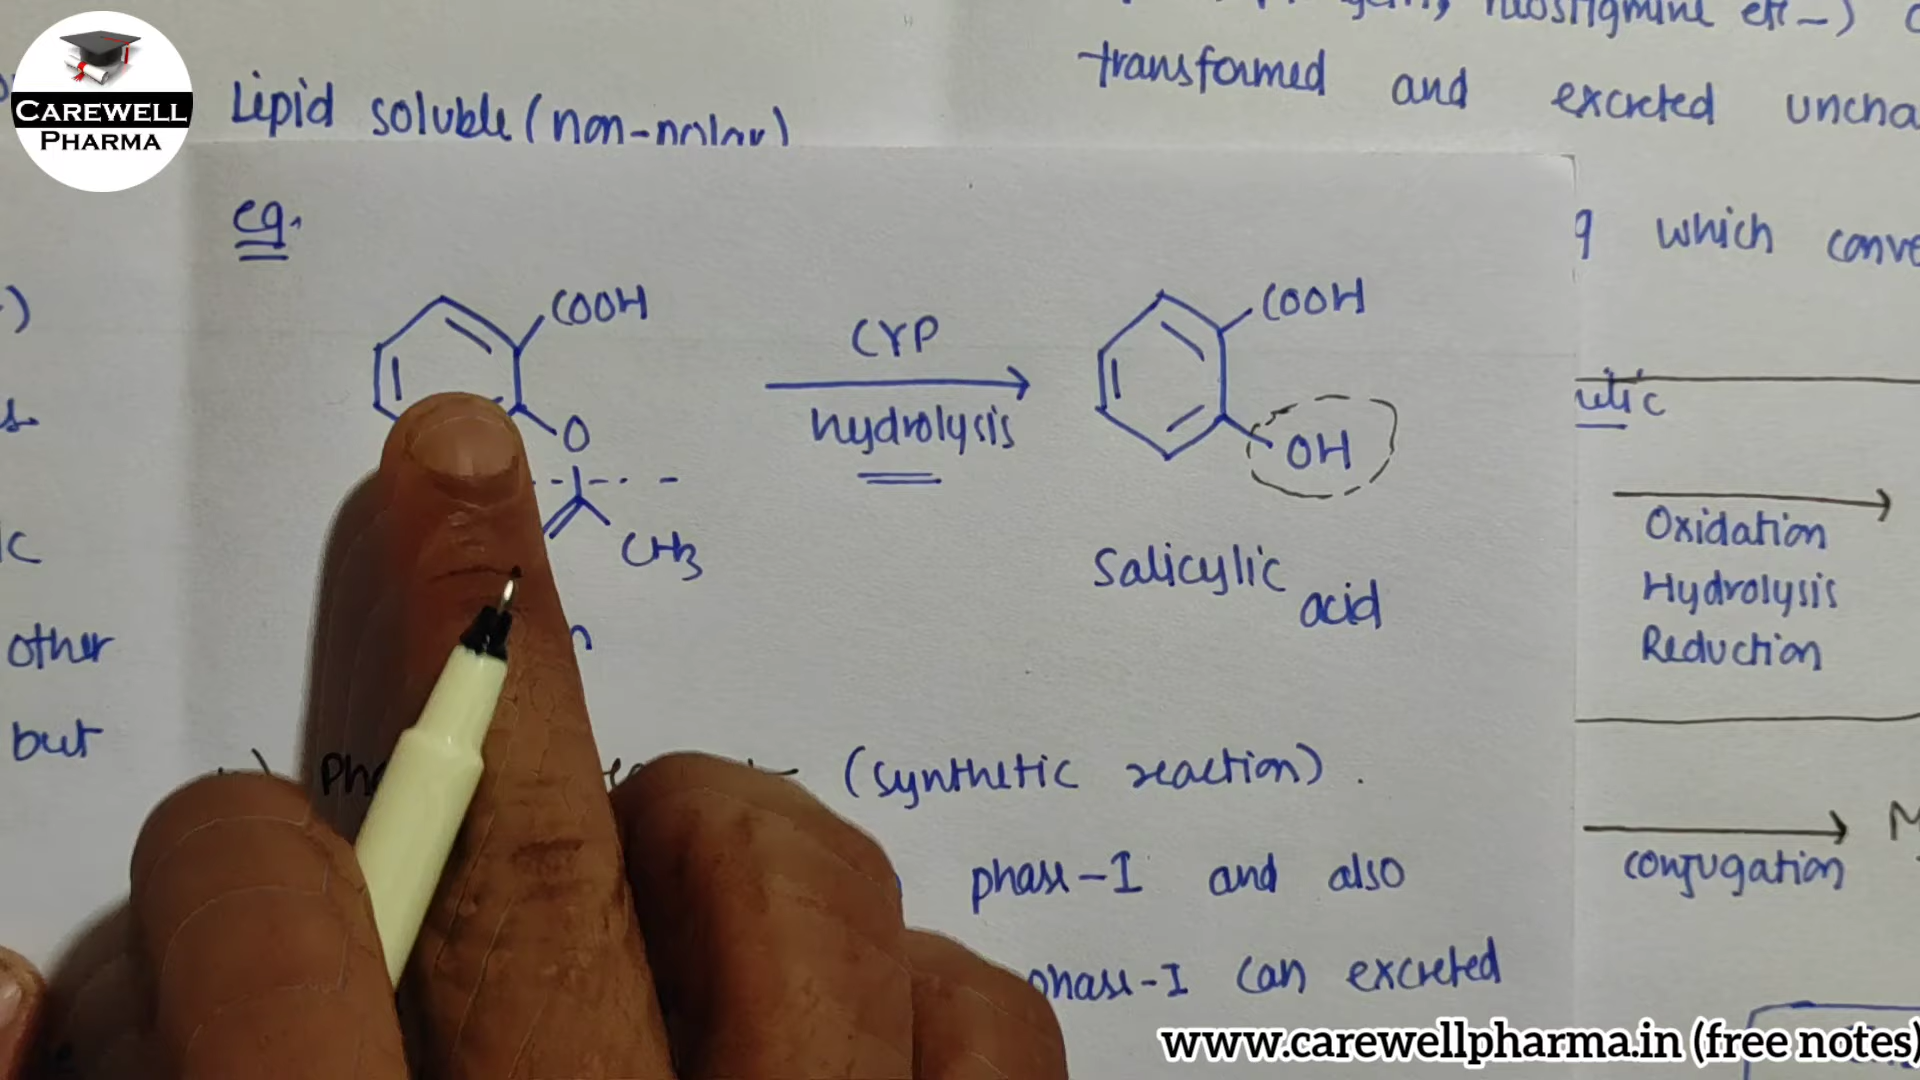 CAREWELL
PHARMA
Lipid soluble (non-polar)
etc-)
transformed and excreted
eg.
which
COOH
O
CH3
CYP
hydrolysis
COOH
OH
Salicylic
acid
Oxidation
Hydrolysis
Reduction
other
but
(synthetic reaction).
phase-I and also
phase-I can excreted
conjugation
www.carewellpharma.in (free notes)